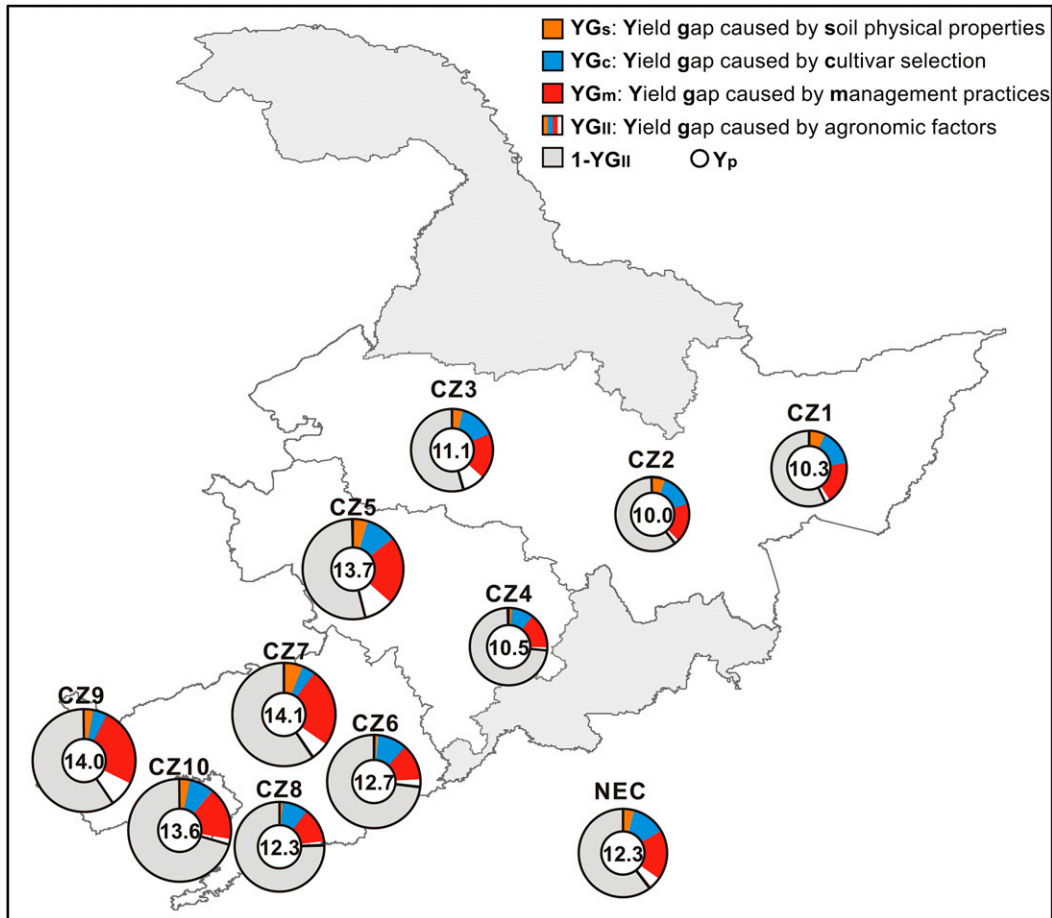 YGs: Yield gap caused by soil physical properties
YGc: Yield gap caused by cultivar selection
YGm: Yield gap caused by management practices
YGII: Yield gap caused by agronomic factors
1-YGII Yp
CZ3
11.1
CZ1
10.3
CZ2
10.0
CZ5
13.7
CZ4
10.5
CZ7
14.1
CZ9
14.0
CZ6
12.7
CZ10
13.6
CZ8
12.3
NEC
12.3